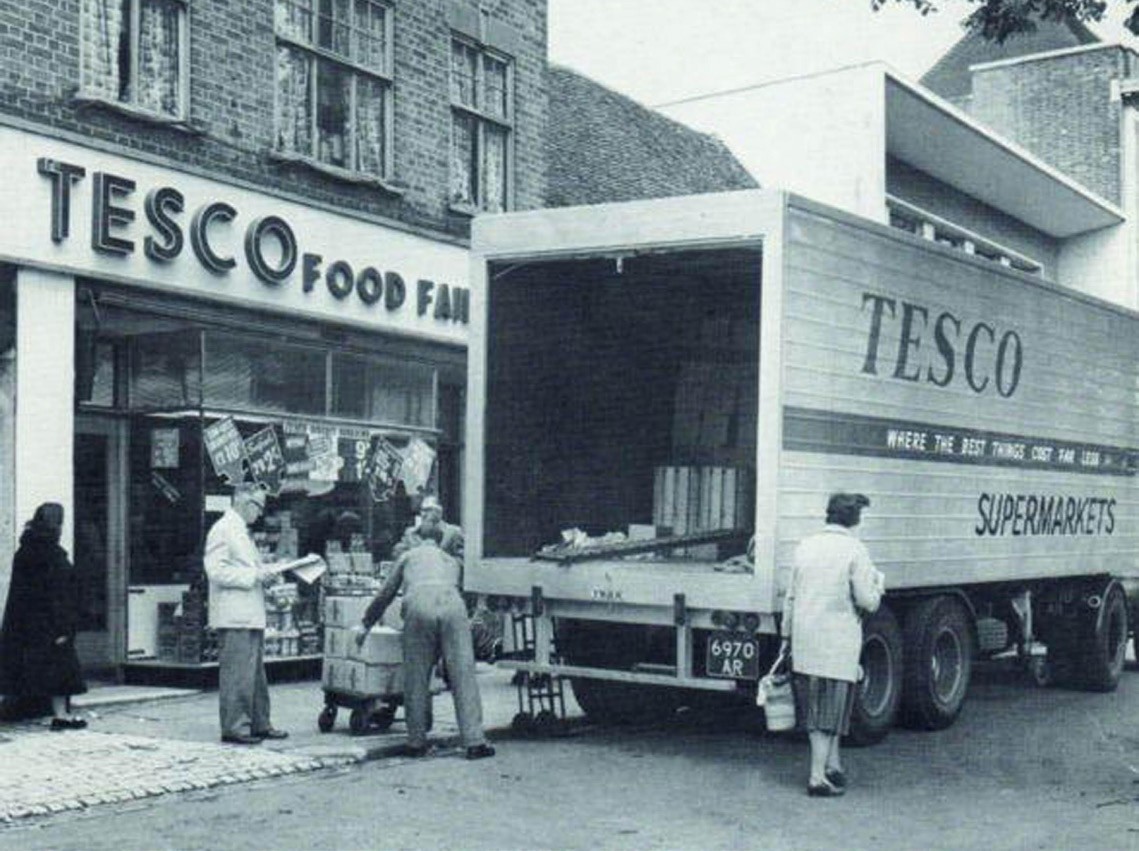 TESCO FOOD FAI
TESCO
WHERE THE BEST THINGS COST FAR LESS
SUPERMARKETS
6970
AR